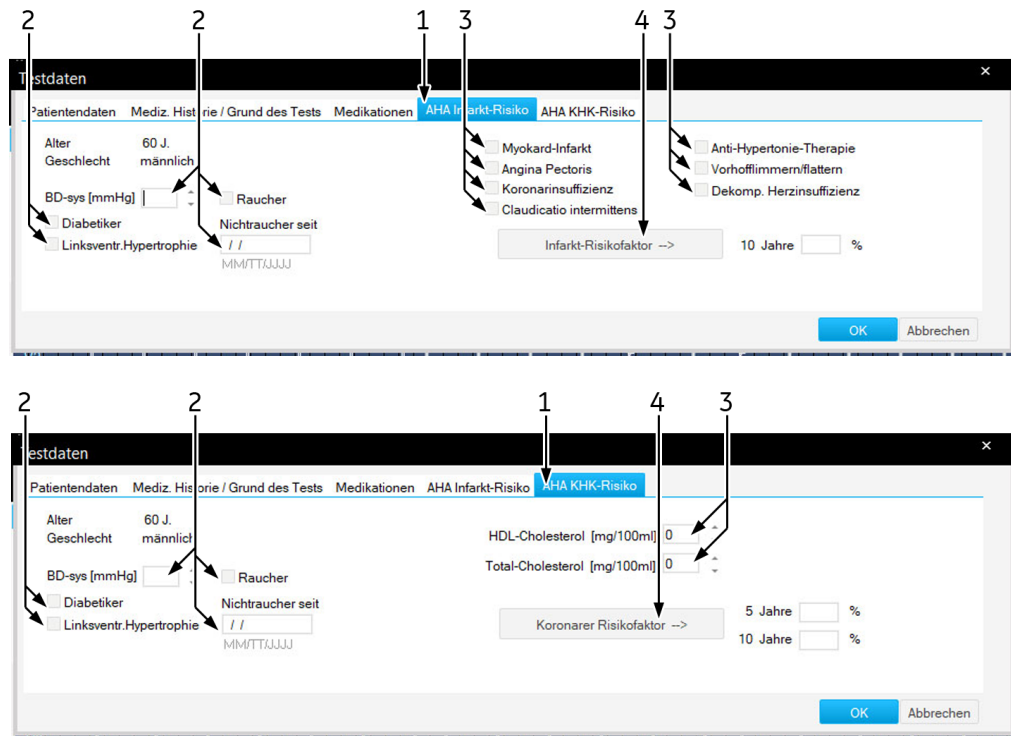 2 2 1 3 4 3
Testdaten ×
Patientendaten Mediz. Historie / Grund des Tests Medikationen AHA Infarkt-Risiko AHA KHK-Risiko
Alter 60 J. Myokard-Infarkt Anti-Hypertonie-Therapie
Geschlecht männlich Angina Pectoris Vorhofflimmern/flattern
BD-sys [mmHg] Raucher Koronarinsuffizienz Dekomp. Herzinsuffizienz
Diabetiker Nichtraucher seit Claudicatio intermittens
Linksventr.Hypertrophie / / Infarkt-Risikofaktor --> 10 Jahre %
MM/TT/JJJJ
OK Abbrechen
2 2 1 4 3
Testdaten ×
Patientendaten Mediz. Historie / Grund des Tests Medikationen AHA Infarkt-Risiko AHA KHK-Risiko
Alter 60 J.
Geschlecht männlich HDL-Cholesterol [mg/100ml] 0
BD-sys [mmHg] Raucher Total-Cholesterol [mg/100ml] 0
Diabetiker Nichtraucher seit 5 Jahre %
Linksventr.Hypertrophie / / Koronarer Risikofaktor --> 10 Jahre %
MM/TT/JJJJ
OK Abbrechen